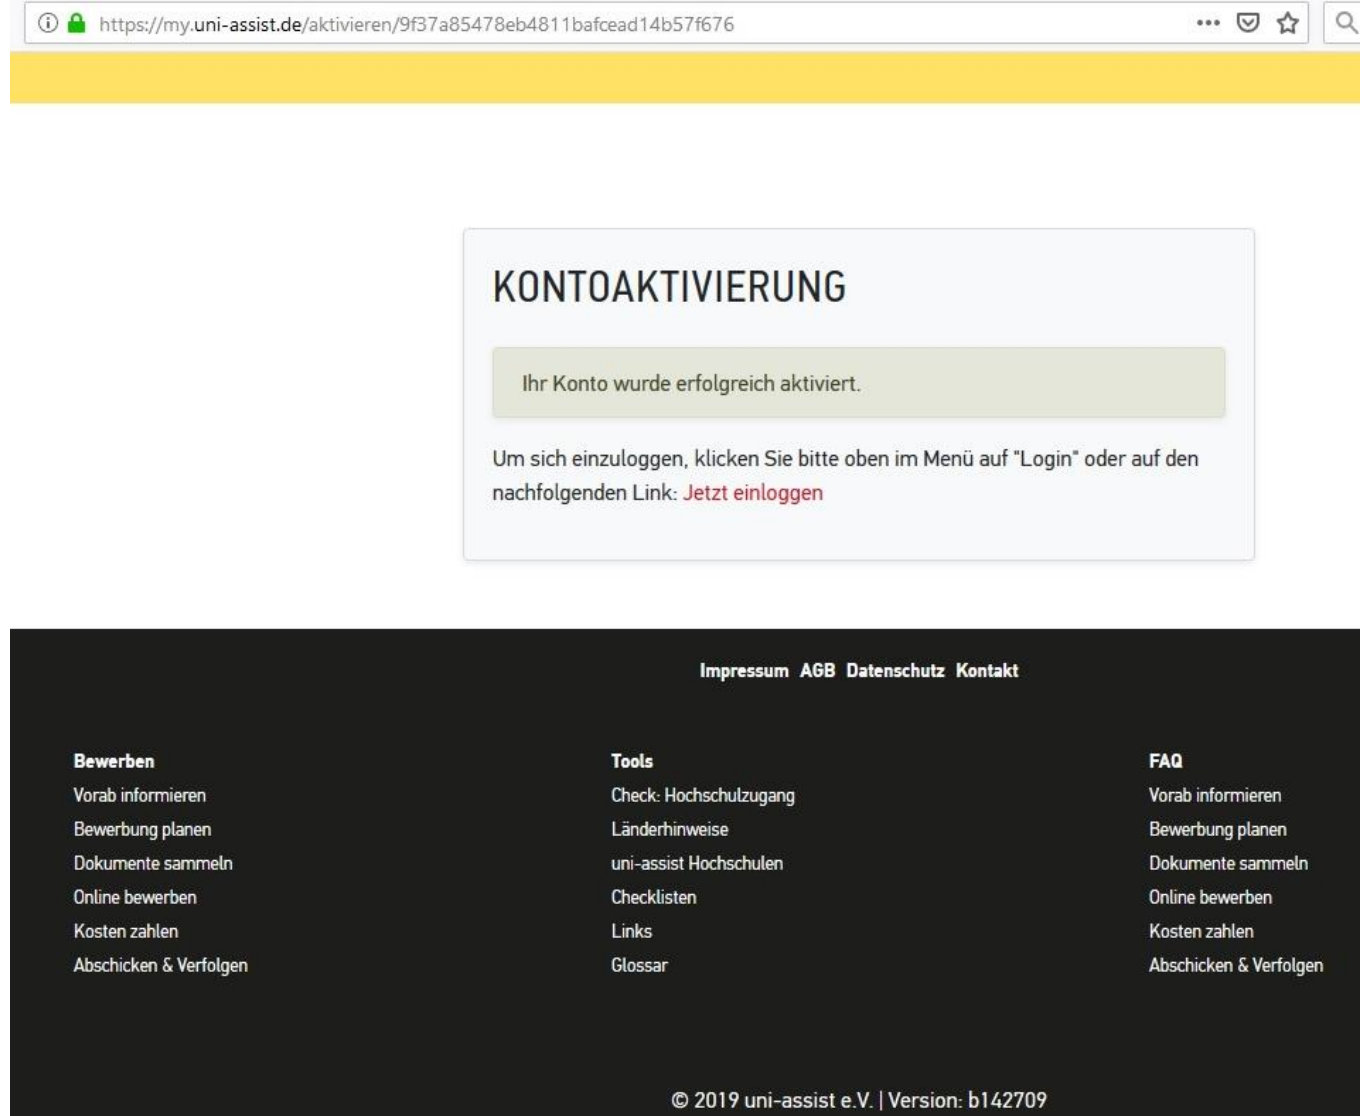 https://my.uni-assist.de/aktivieren/9f37a85478eb4811bafcead14b57f676
KONTOAKTIVIERUNG
Ihr Konto wurde erfolgreich aktiviert.
Um sich einzuloggen, klicken Sie bitte oben im Menü auf "Login" oder auf den
nachfolgenden Link: Jetzt einloggen
Impressum AGB Datenschutz Kontakt
Bewerben
Vorab informieren
Bewerbung planen
Dokumente sammeln
Online bewerben
Kosten zahlen
Abschicken & Verfolgen
Tools
Check: Hochschulzugang
Länderhinweise
uni-assist Hochschulen
Checklisten
Links
Glossar
FAQ
Vorab informieren
Bewerbung planen
Dokumente sammeln
Online bewerben
Kosten zahlen
Abschicken & Verfolgen
© 2019 uni-assist e.V. | Version: b142709